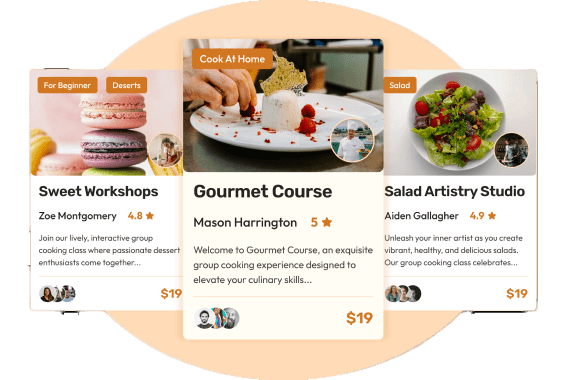 For Beginner
Deserts
Sweet Workshops
Zoe Montgomery 4.8
Join our lively, interactive group
cooking class where passionate dessert
enthusiasts come together...
$19
Cook At Home
Gourmet Course
Mason Harrington 5
Welcome to Gourmet Course, an exquisite
group cooking experience designed to
elevate your culinary skills...
$19
Salad
Salad Artistry Studio
Aiden Gallagher 4.9
Unleash your inner artist as you create
vibrant, healthy, and delicious salads.
Our group cooking class celebrates...
$19